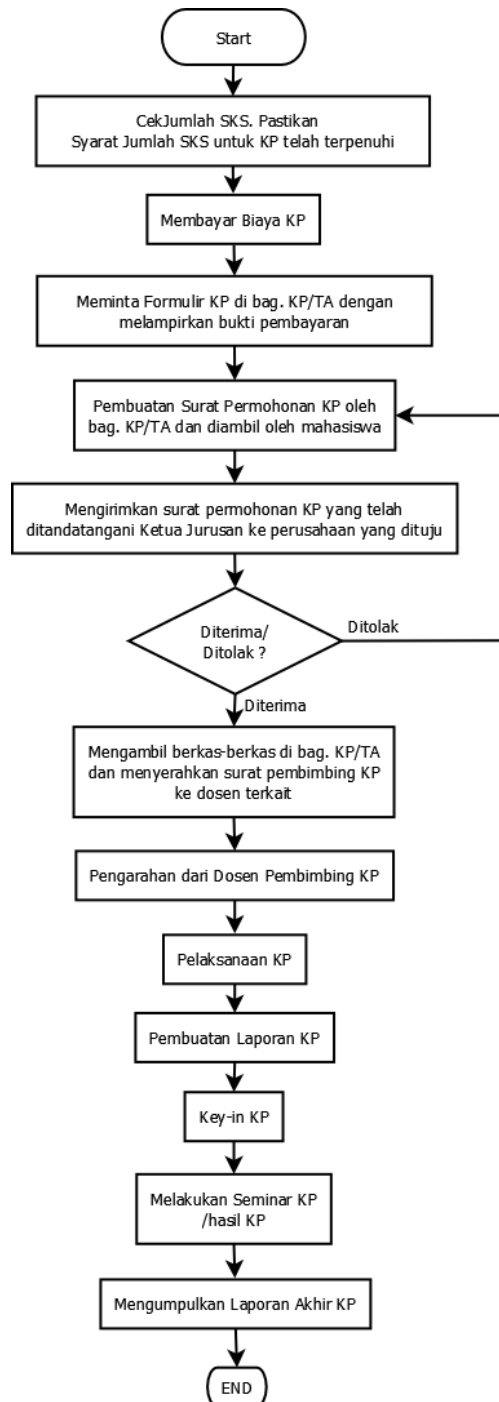 Start
CekJumlah SKS. Pastikan
Syarat Jumlah SKS untuk KP telah terpenuhi
Membayar Biaya KP
Meminta Formulir KP di bag. KP/TA dengan
melampirkan bukti pembayaran
Pembuatan Surat Permohonan KP oleh
bag. KP/TA dan diambil oleh mahasiswa
Mengirimkan surat permohonan KP yang telah
ditandatangani Ketua Jurusan ke perusahaan yang dituju
Diterima/
Ditolak ?
Ditolak
Diterima
Mengambil berkas-berkas di bag. KP/TA
dan menyerahkan surat pembimbing KP
ke dosen terkait
Pengarahan dari Dosen Pembimbing KP
Pelaksanaan KP
Pembuatan Laporan KP
Key-in KP
Melakukan Seminar KP
/hasil KP
Mengumpulkan Laporan Akhir KP
END